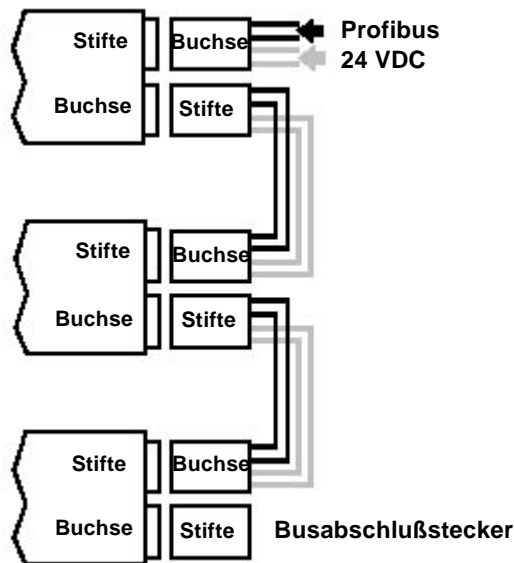 Stifte Buchse Profibus
24 VDC
Buchse Stifte
Stifte Buchse
Buchse Stifte
Stifte Buchse
Buchse Stifte Busabschlußstecker